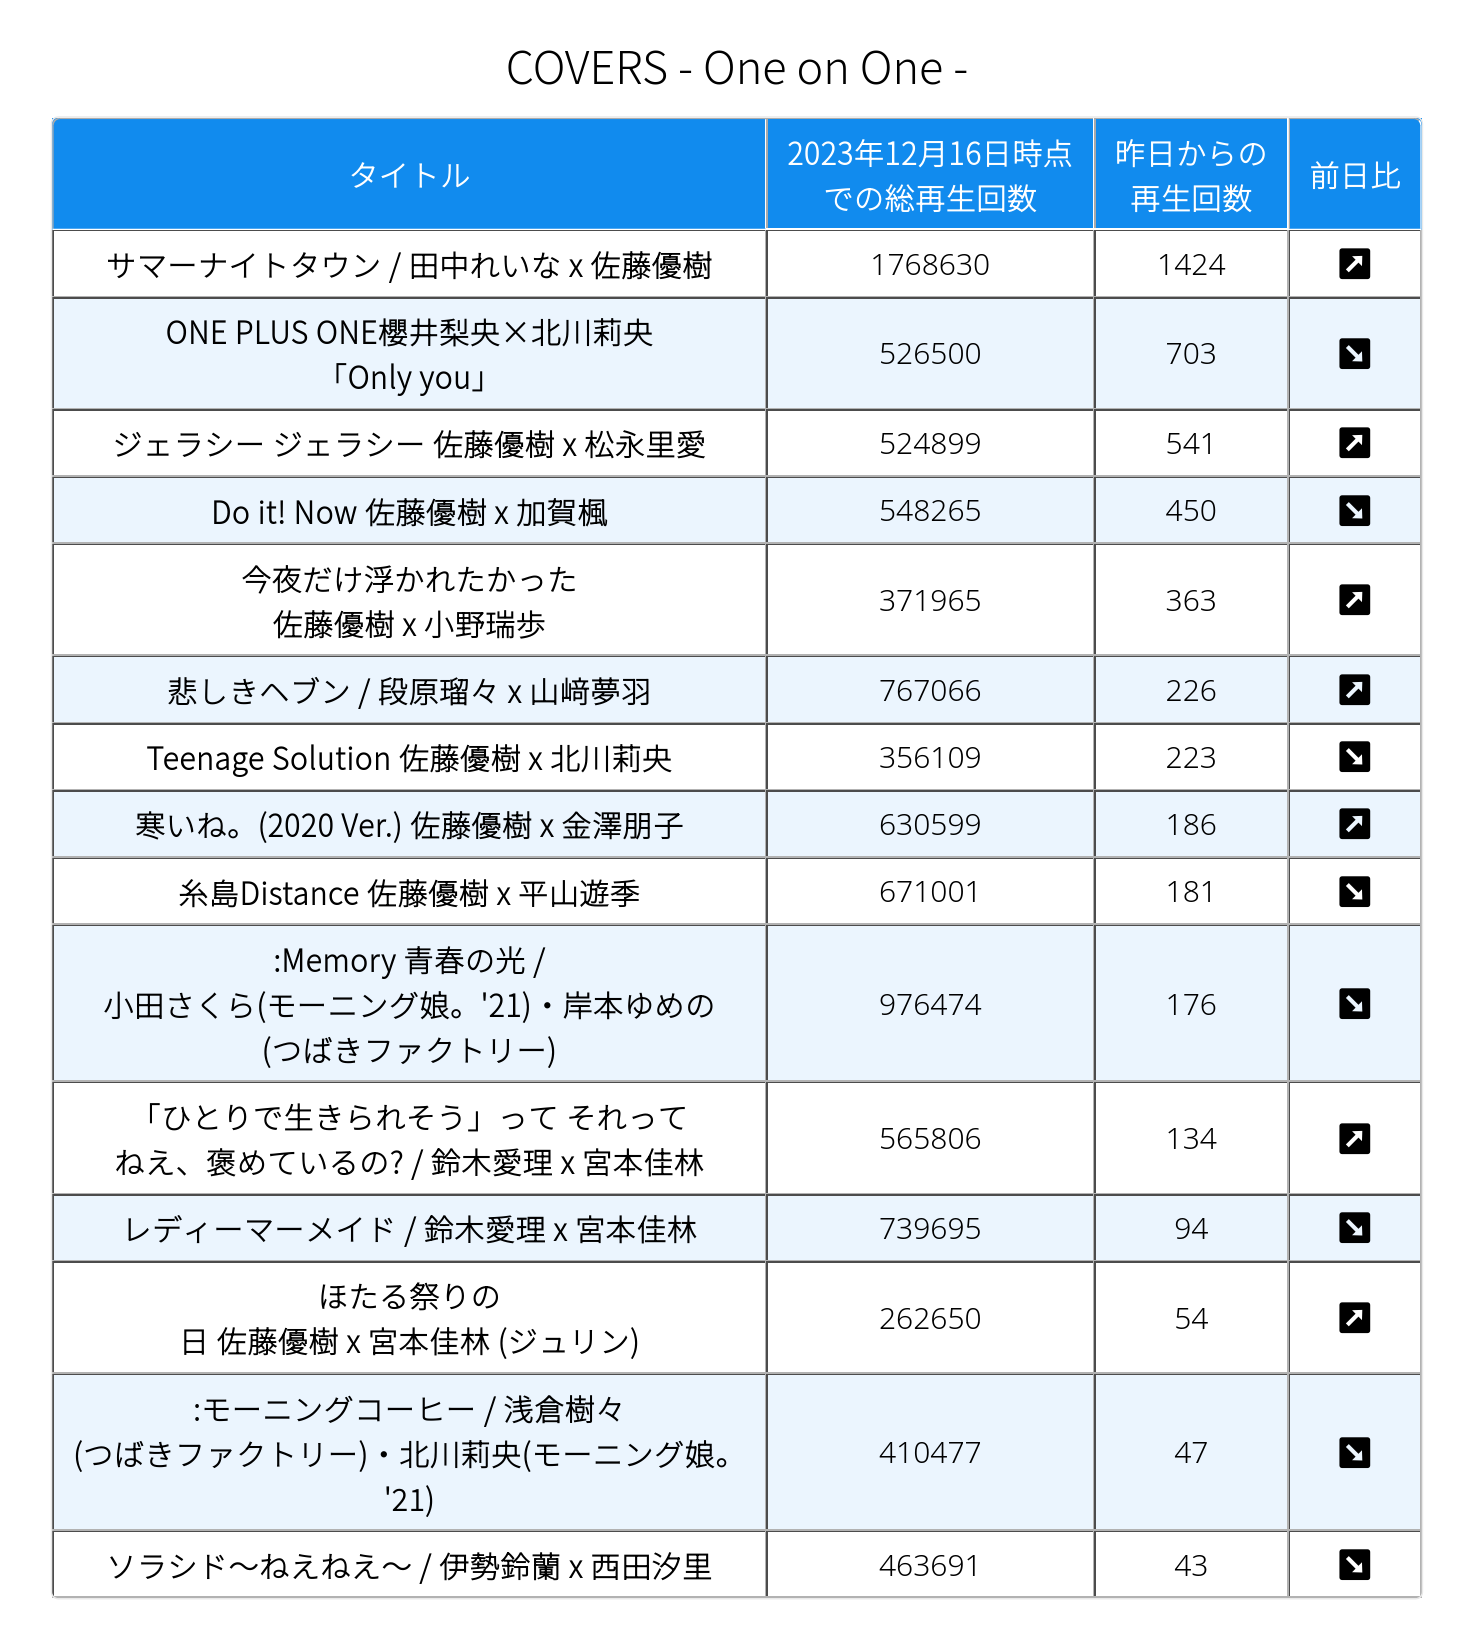 COVERS - One on One -
タイトル
2023年12月16日時点
での総再生回数
昨日からの
再生回数
前日比
サマーナイトタウン / 田中れいな x 佐藤優樹
1768630
1424
ONE PLUS ONE櫻井梨央×北川莉央
「Only you」
526500
703
ジェラシー ジェラシー 佐藤優樹 x 松永里愛
524899
541
Do it! Now 佐藤優樹 x 加賀楓
548265
450
今夜だけ浮かれたかった
佐藤優樹 x 小野瑞歩
371965
363
悲しきヘブン / 段原瑠々 x 山﨑夢羽
767066
226
Teenage Solution 佐藤優樹 x 北川莉央
356109
223
寒いね。(2020 Ver.) 佐藤優樹 x 金澤朋子
630599
186
糸島Distance 佐藤優樹 x 平山遊季
671001
181
:Memory 青春の光 /
小田さくら(モーニング娘。'21)・岸本ゆめの
(つばきファクトリー)
976474
176
「ひとりで生きられそう」って それって
ねえ、褒めているの? / 鈴木愛理 x 宮本佳林
565806
134
レディーマーメイド / 鈴木愛理 x 宮本佳林
739695
94
ほたる祭りの
日 佐藤優樹 x 宮本佳林 (ジュリン)
262650
54
:モーニングコーヒー / 浅倉樹々
(つばきファクトリー)・北川莉央(モーニング娘。
'21)
410477
47
ソラシド～ねえねえ～ / 伊勢鈴蘭 x 西田汐里
463691
43